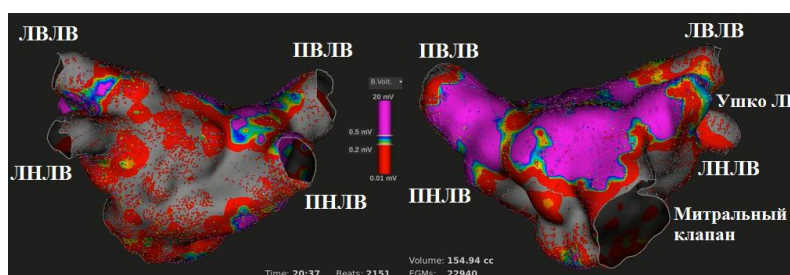 ЛВЛВ
ПВЛВ
ЛНЛВ
ПНЛВ
B.Volt.
20 mV
0.5 mV
0.2 mV
0.01 mV
ПВЛВ
ЛВЛВ
Ушко ЛП
ПНЛВ
ЛНЛВ
Митральный
клапан
Volume: 154.94 cc
Time: 20:37 Beats: 2151 EGMs: 22940